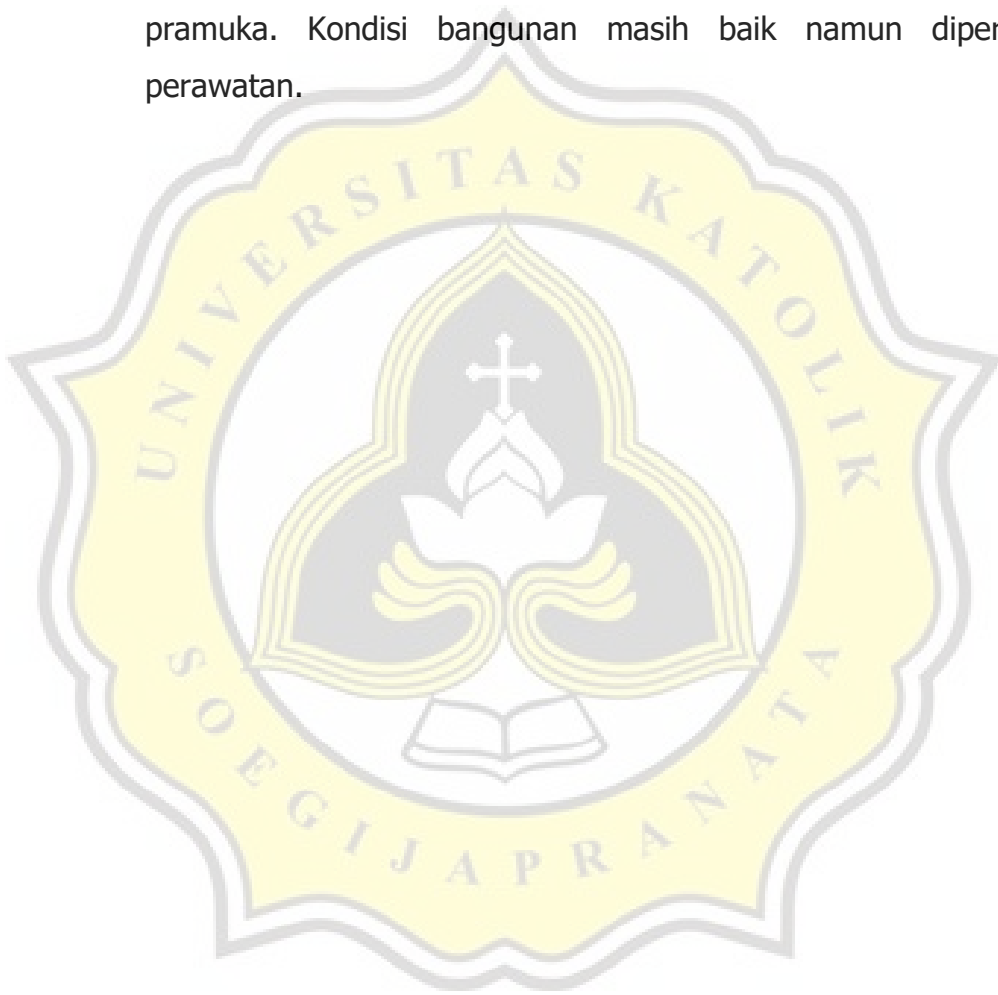 pramuka. Kondisi bangunan masih baik namun diper
perawatan.
UNIVERSITAS KATOLIK
SOEGIJAPRANATA